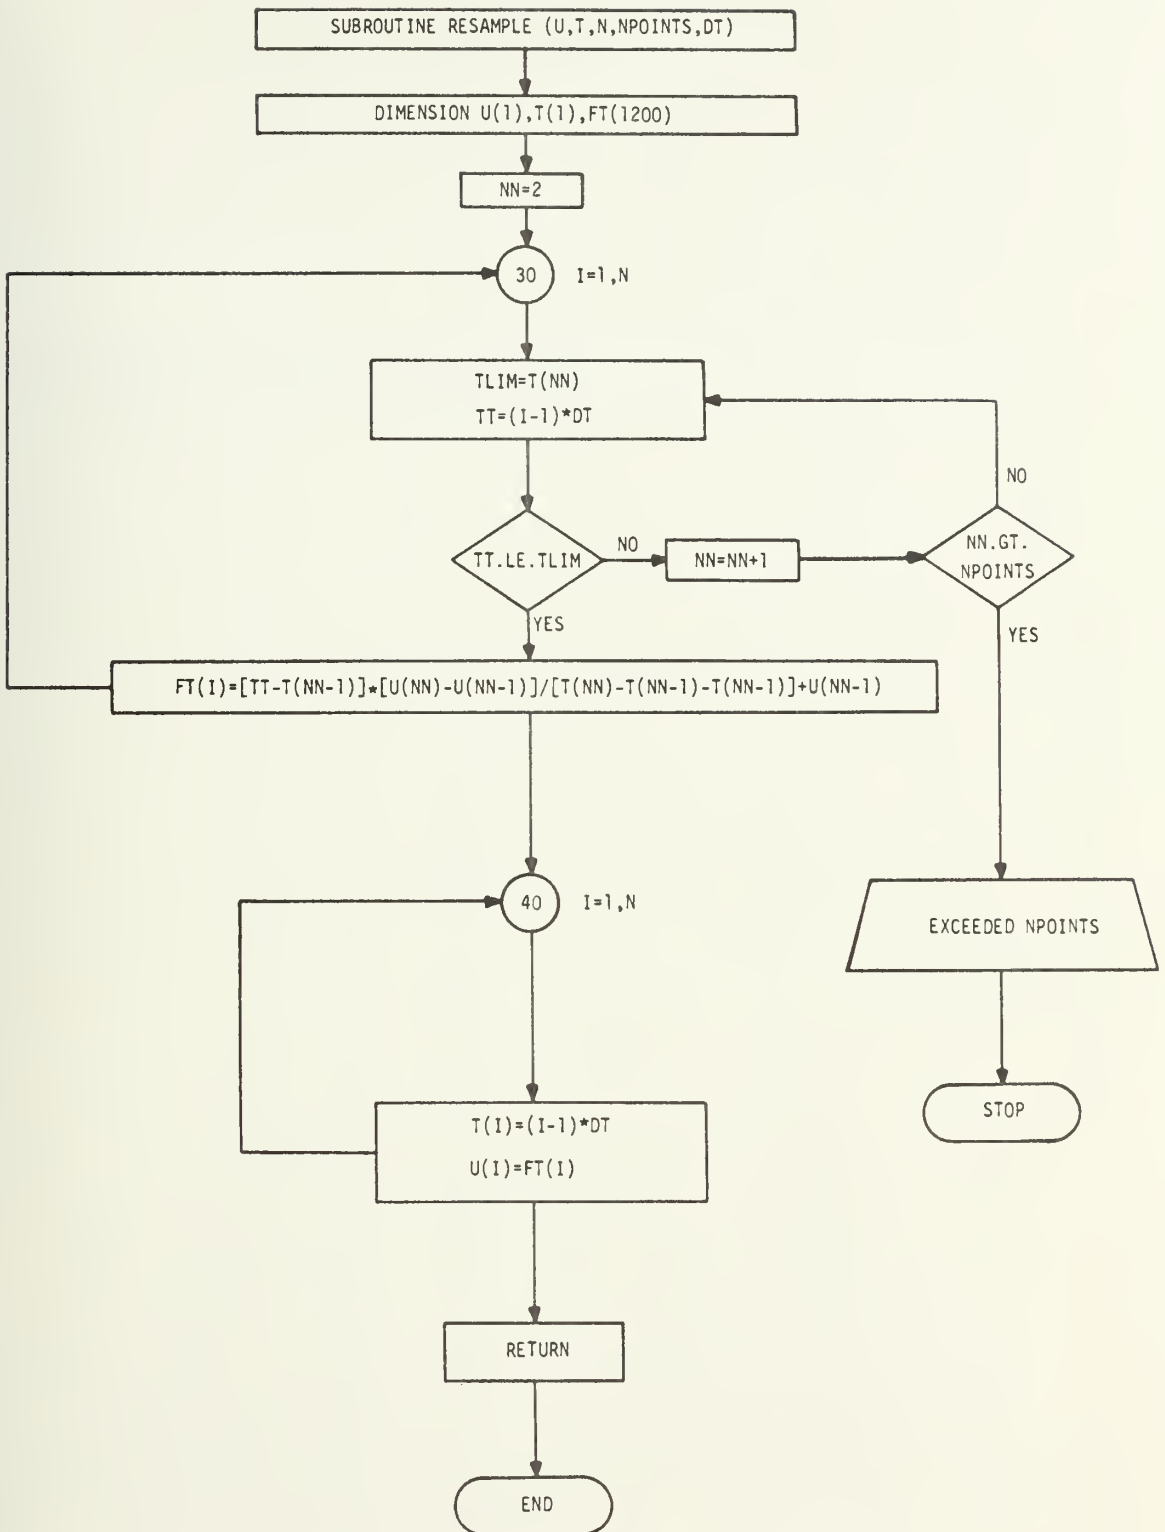 SUBROUTINE RESAMPLE (U,T,N,NPOINTS,DT)
DIMENSION U(1),T(1),FT(1200)
NN=2
30 I=1,N
TLIM=T(NN)
TT=(I-1)*DT
TT.LE.TLIM
NO
NN=NN+1
NN.GT.
NPOINTS
NO
YES
YES
FT(I)=[TT-T(NN-1)]*[U(NN)-U(NN-1)]/[T(NN)-T(NN-1)-T(NN-1)]+U(NN-1)
40 I=1,N
EXCEEDED NPOINTS
STOP
T(I)=(I-1)*DT
U(I)=FT(I)
RETURN
END